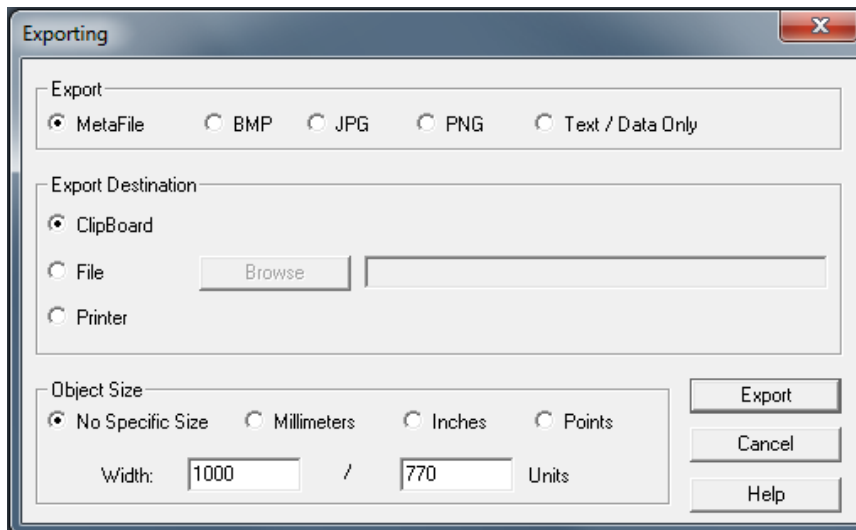 Exporting
Export
MetaFile BMP JPG PNG Text / Data Only
Export Destination
ClipBoard
File Browse
Printer
Object Size
No Specific Size Millimeters Inches Points
Width: 1000 / 770 Units
Export
Cancel
Help